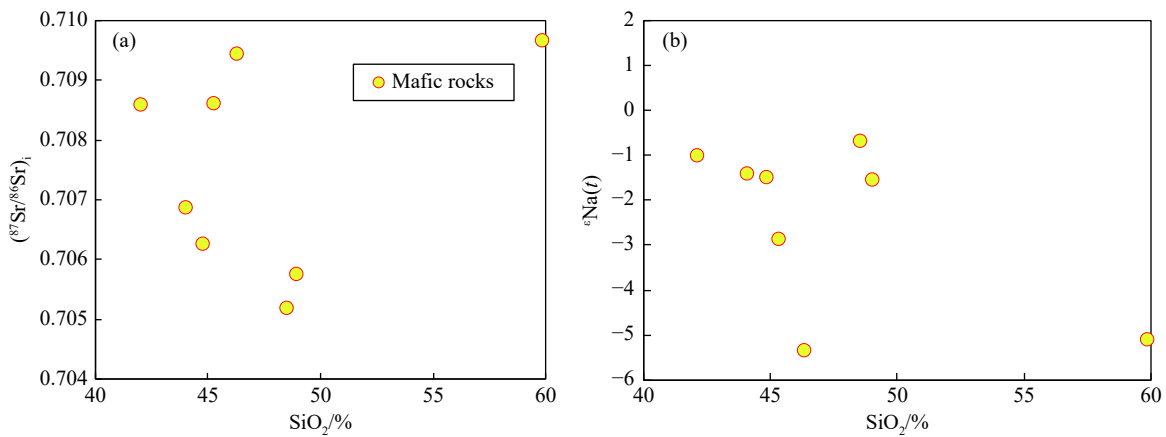 (a)
Mafic rocks
0.710
0.709
0.708
0.707
0.706
0.705
0.704
(⁸⁷Sr/⁸⁶Sr)ᵢ
40 45 50 55 60
SiO₂/%
(b)
2
1
0
−1
−2
−3
−4
−5
−6
εNa(t)
40 45 50 55 60
SiO₂/%